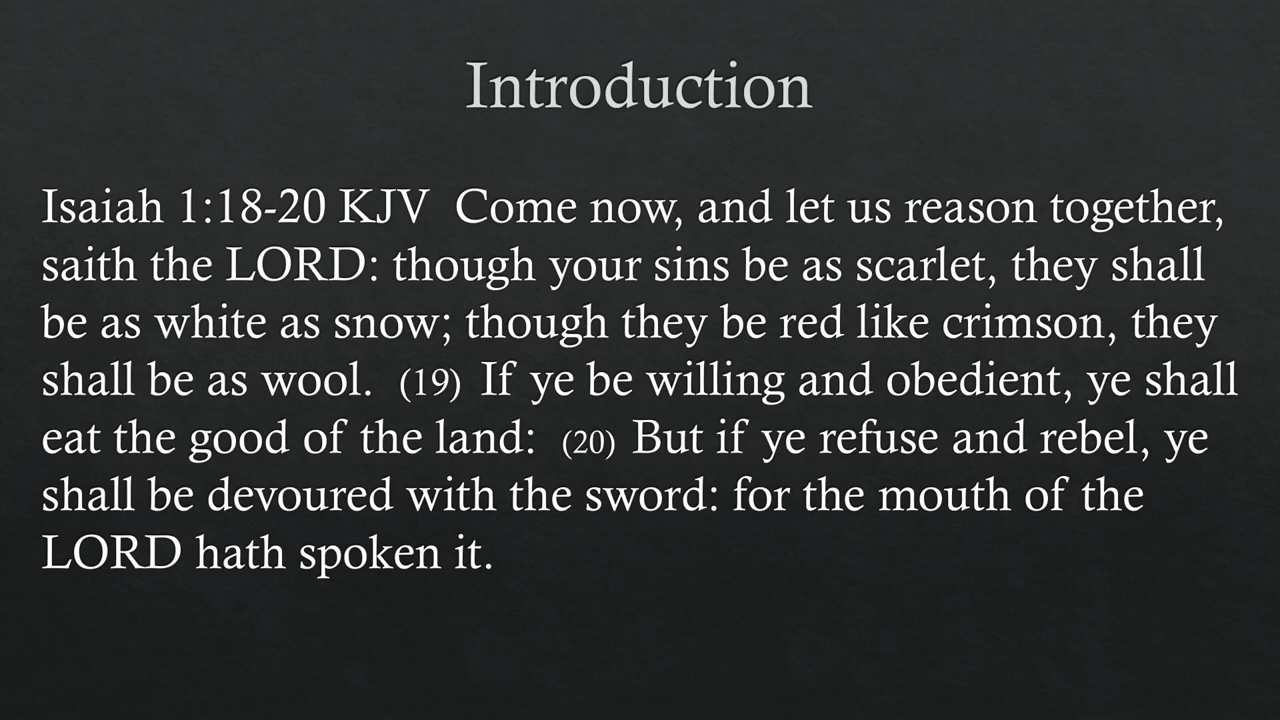 Introduction
Isaiah 1:18-20 KJV  Come now, and let us reason together,
saith the LORD: though your sins be as scarlet, they shall
be as white as snow; though they be red like crimson, they
shall be as wool.  (19)  If ye be willing and obedient, ye shall
eat the good of the land:  (20)  But if ye refuse and rebel, ye
shall be devoured with the sword: for the mouth of the
LORD hath spoken it.